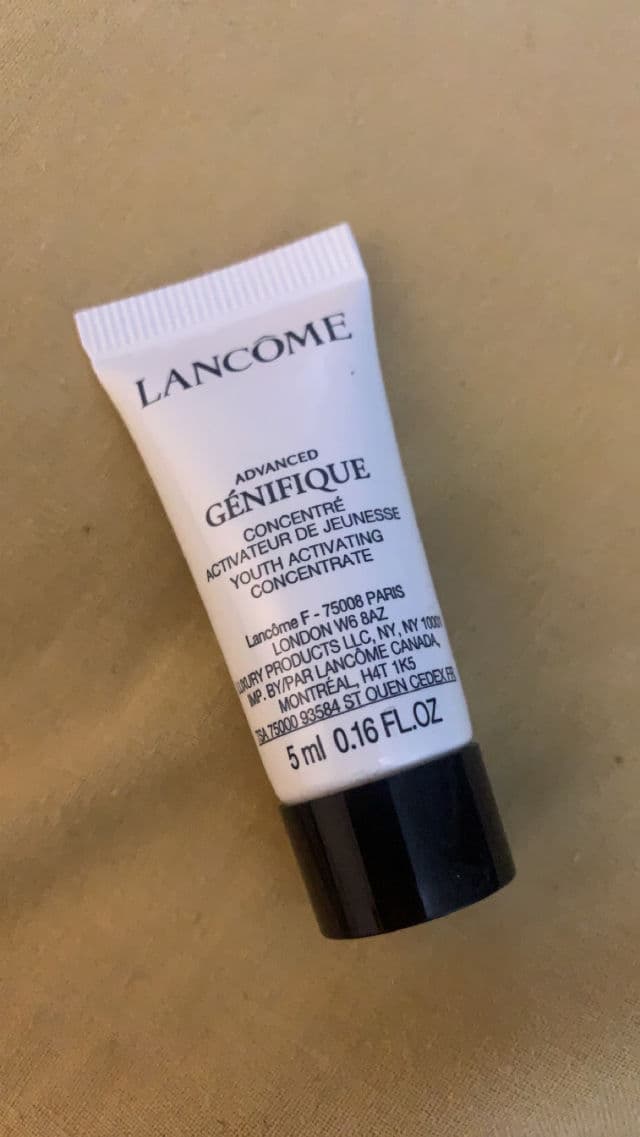 LANCÔME
ADVANCED
GÉNIFIQUE
CONCENTRÉ
ACTIVATEUR DE JEUNESSE
YOUTH ACTIVATING
CONCENTRATE
Lancôme F - 75008 PARIS
LONDON W6 8AZ
PRODUCTS LLC, NY, NY
IMP. BY/PAR LANCÔME CANADA,
MONTRÉAL, H4T 1K5
75000 93584 ST OUEN CEDEX FR
5 ml 0.16 FL.OZ